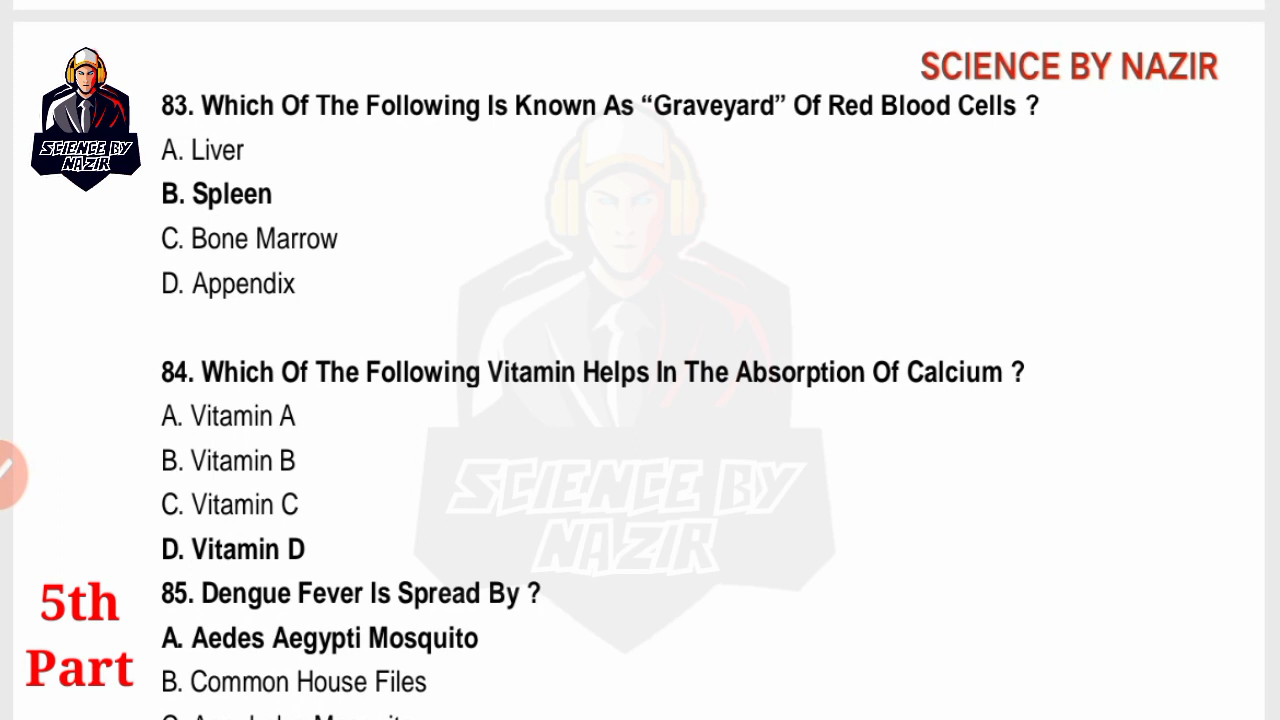 SCIENCE BY NAZIR
SCIENCE BY
NAZIR
83. Which Of The Following Is Known As “Graveyard” Of Red Blood Cells ?
A. Liver
B. Spleen
C. Bone Marrow
D. Appendix
84. Which Of The Following Vitamin Helps In The Absorption Of Calcium ?
A. Vitamin A
B. Vitamin B
C. Vitamin C
D. Vitamin D
SCIENCE BY
NAZIR
85. Dengue Fever Is Spread By ?
A. Aedes Aegypti Mosquito
B. Common House Files
5th
Part